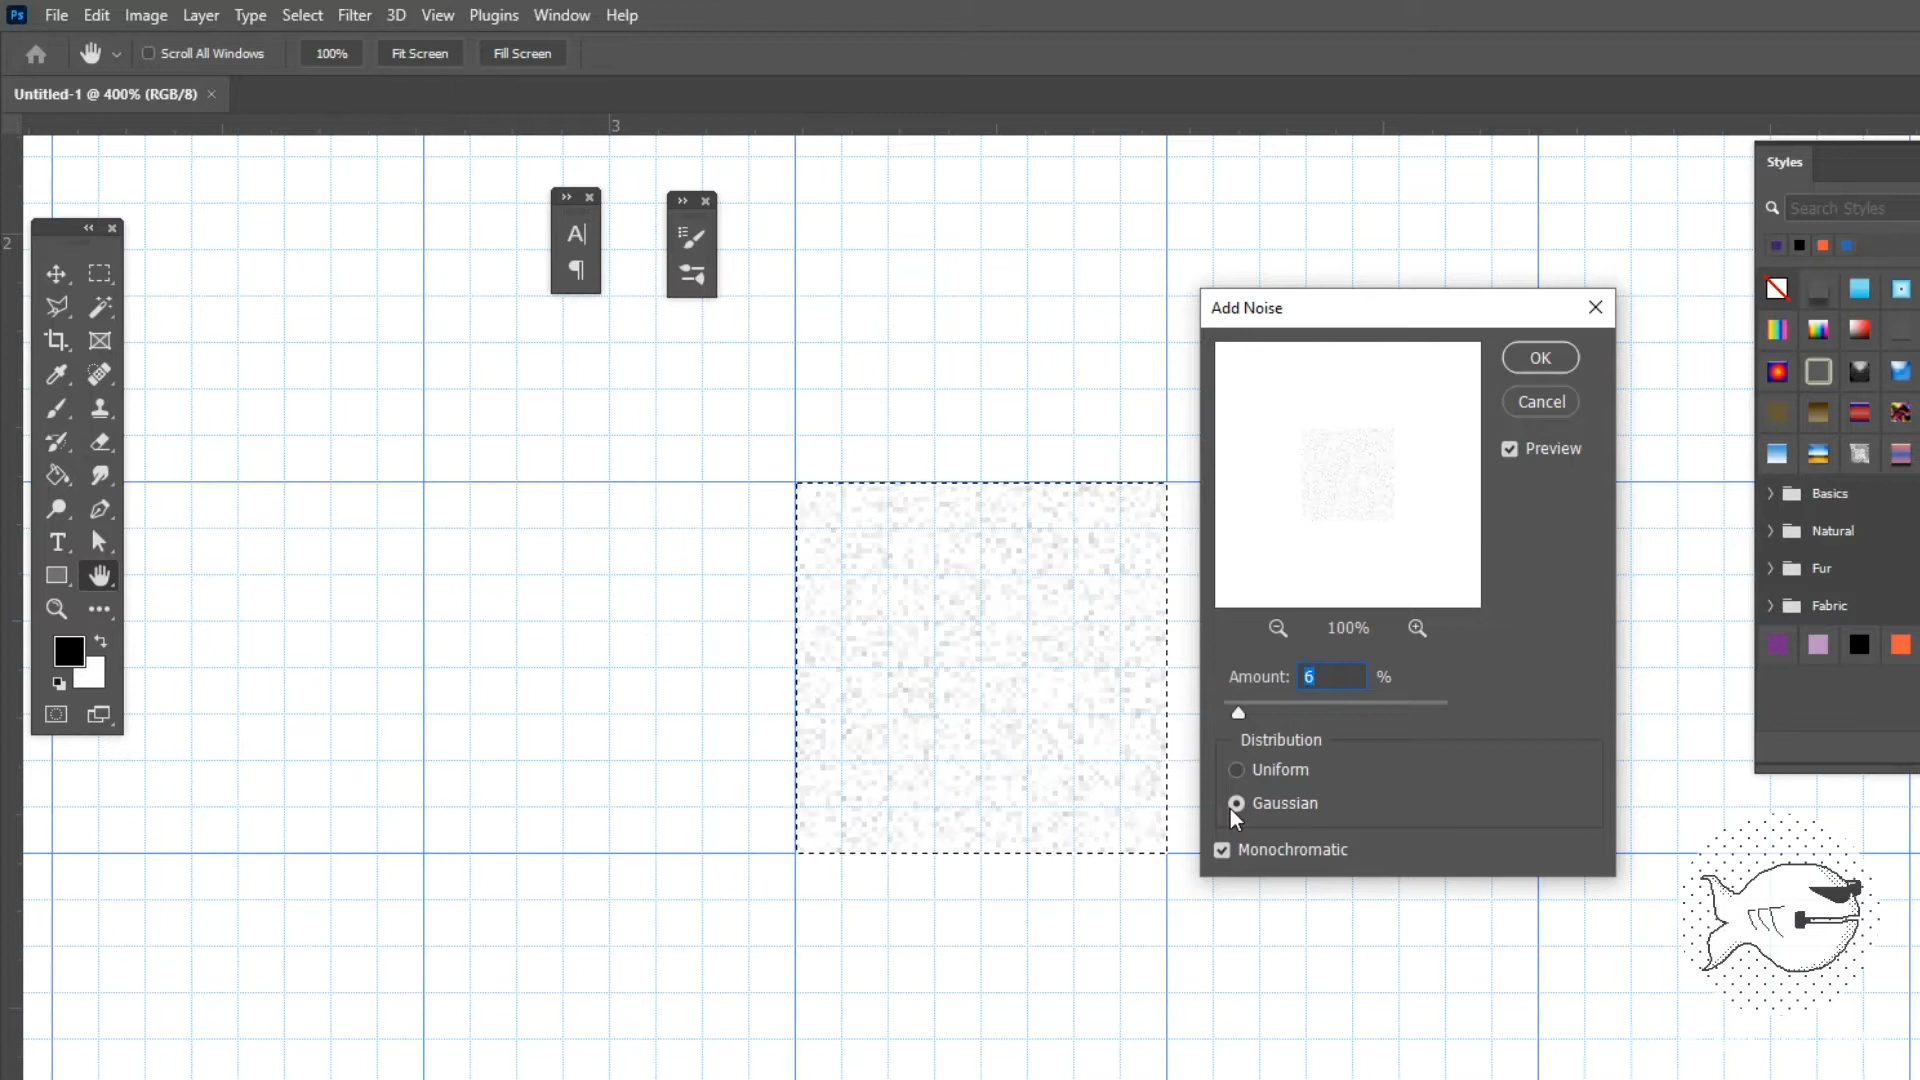 Ps File Edit Image Layer Type Select Filter 3D View Plugins Window Help
Scroll All Windows 100% Fit Screen Fill Screen
Untitled-1 @ 400% (RGB/8) ×
3
2
Styles
Search Styles
Basics
Natural
Fur
Fabric
Add Noise
OK
Cancel
Preview
100%
Amount: 6 %
Distribution
Uniform
Gaussian
Monochromatic